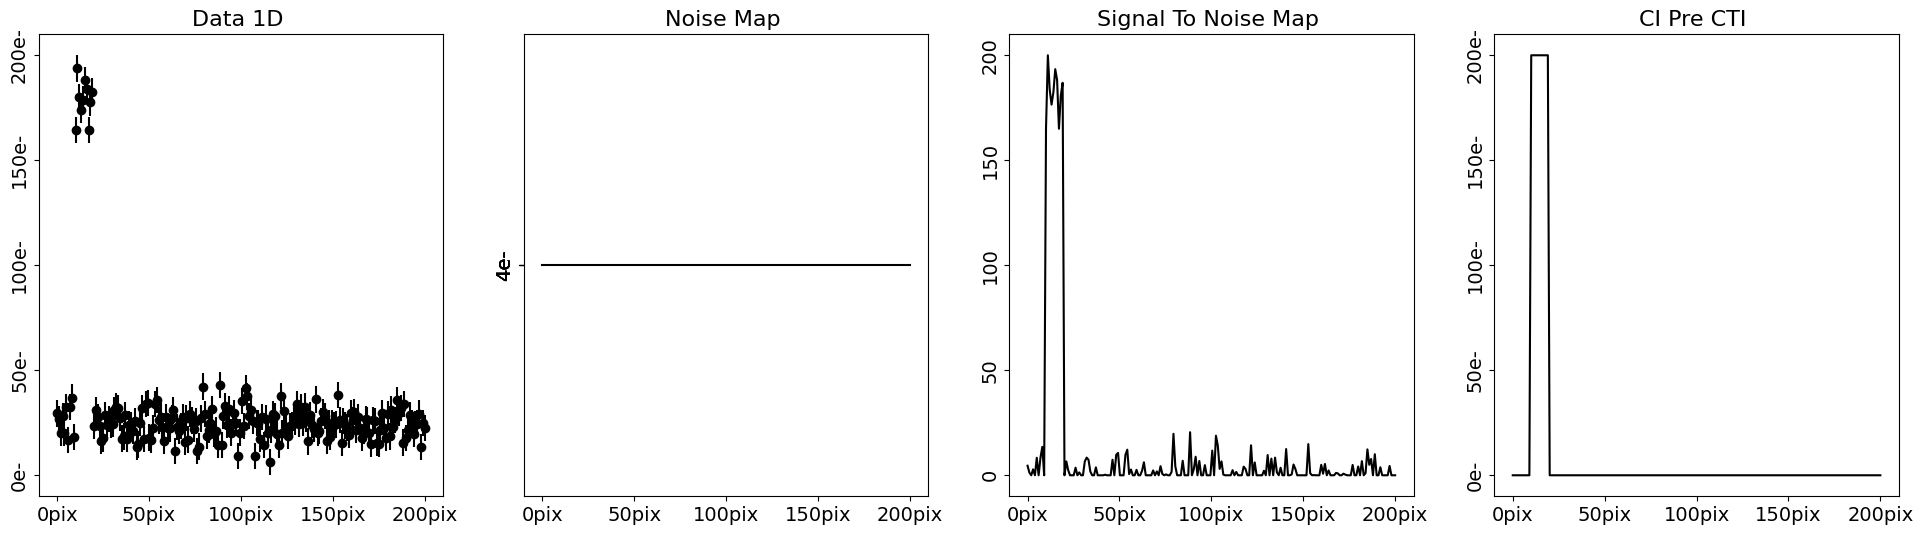 Data 1D
200e-
150e-
100e-
50e-
0e-
0pix 50pix 100pix 150pix 200pix
Noise Map
4e-
0pix 50pix 100pix 150pix 200pix
Signal To Noise Map
200
150
100
50
0
0pix 50pix 100pix 150pix 200pix
CI Pre CTI
200e-
150e-
100e-
50e-
0e-
0pix 50pix 100pix 150pix 200pix